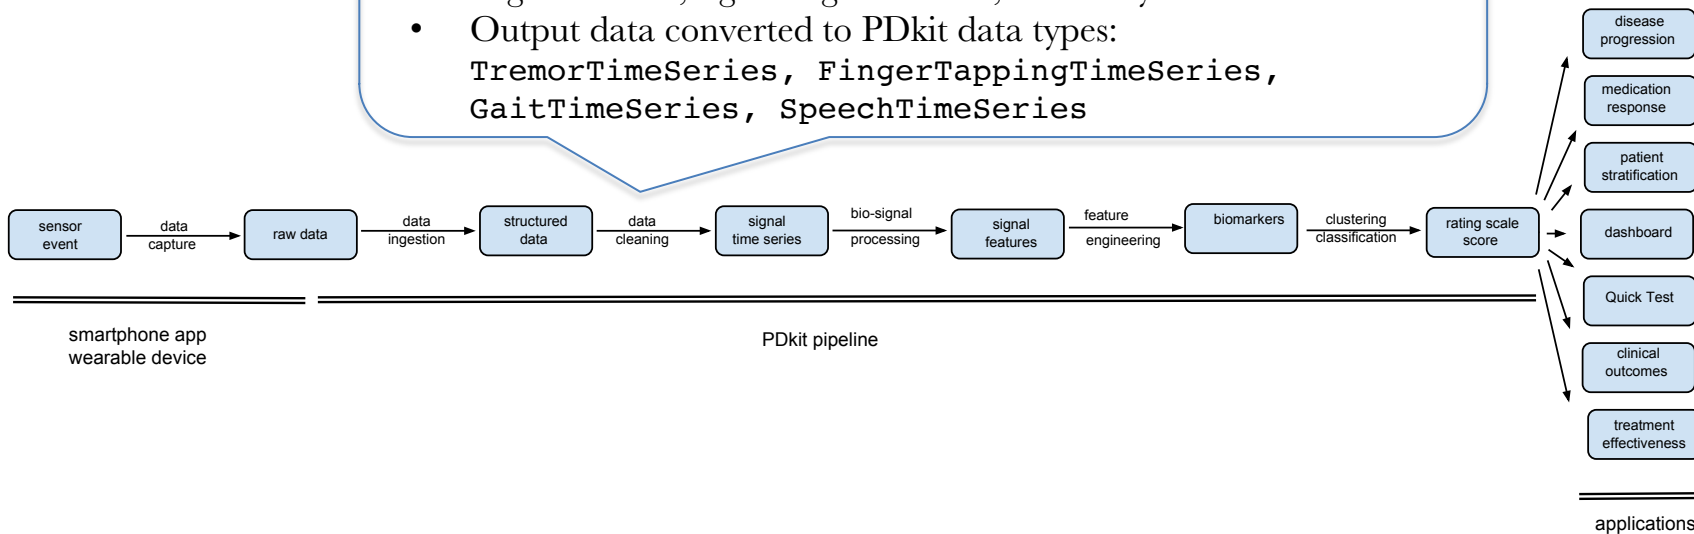 • Output data converted to PDkit data types:
TremorTimeSeries, FingerTappingTimeSeries,
GaitTimeSeries, SpeechTimeSeries
disease
progression
medication
response
patient
stratification
sensor
event
data
capture
raw data
data
ingestion
structured
data
data
cleaning
signal
time series
bio-signal
processing
signal
features
feature
engineering
biomarkers
clustering
classification
rating scale
score
dashboard
Quick Test
clinical
outcomes
treatment
effectiveness
smartphone app
wearable device
PDkit pipeline
applications